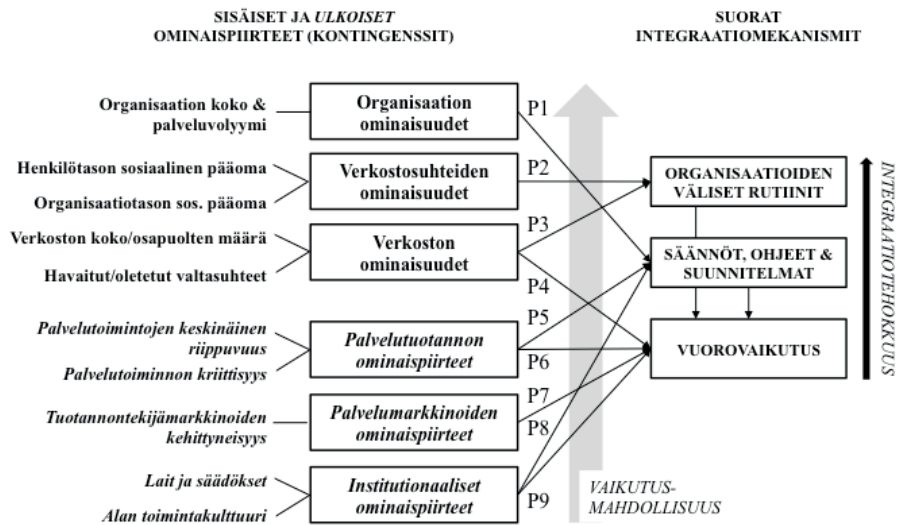 SISÄISET JA ULKOISET
OMINAISPIIRTEET (KONTINGENSSIT)
SUORAT
INTEGRAATIOMEKANISMIT
Organisaation koko &
palveluvolyymi
Organisaation
ominaisuudet
P1
Henkilötason sosiaalinen pääoma
Organisaatiotason sos. pääoma
Verkostosuhteiden
ominaisuudet
P2
ORGANISAATIOIDEN
VÄLISET RUTIINIT
Verkoston koko/osapuolten määrä
Havaitut/oletetut valtasuhteet
Verkoston
ominaisuudet
P3
P4
SÄÄNNÖT, OHJEET &
SUUNNITELMAT
Palvelutoimintojen keskinäinen
riippuvuus
Palvelutoiminnon kriittisyys
Palvelutuotannon
ominaispiirteet
P5
P6
VUOROVAIKUTUS
INTEGRAATIOTEHOKKUUS
Tuotannontekijämarkkinoiden
kehittyneisyys
Palvelumarkkinoiden
ominaispiirteet
P7
P8
Lait ja säädökset
Alan toimintakulttuuri
Institutionaaliset
ominaispiirteet
P9
VAIKUTUS-
MAHDOLLISUUS